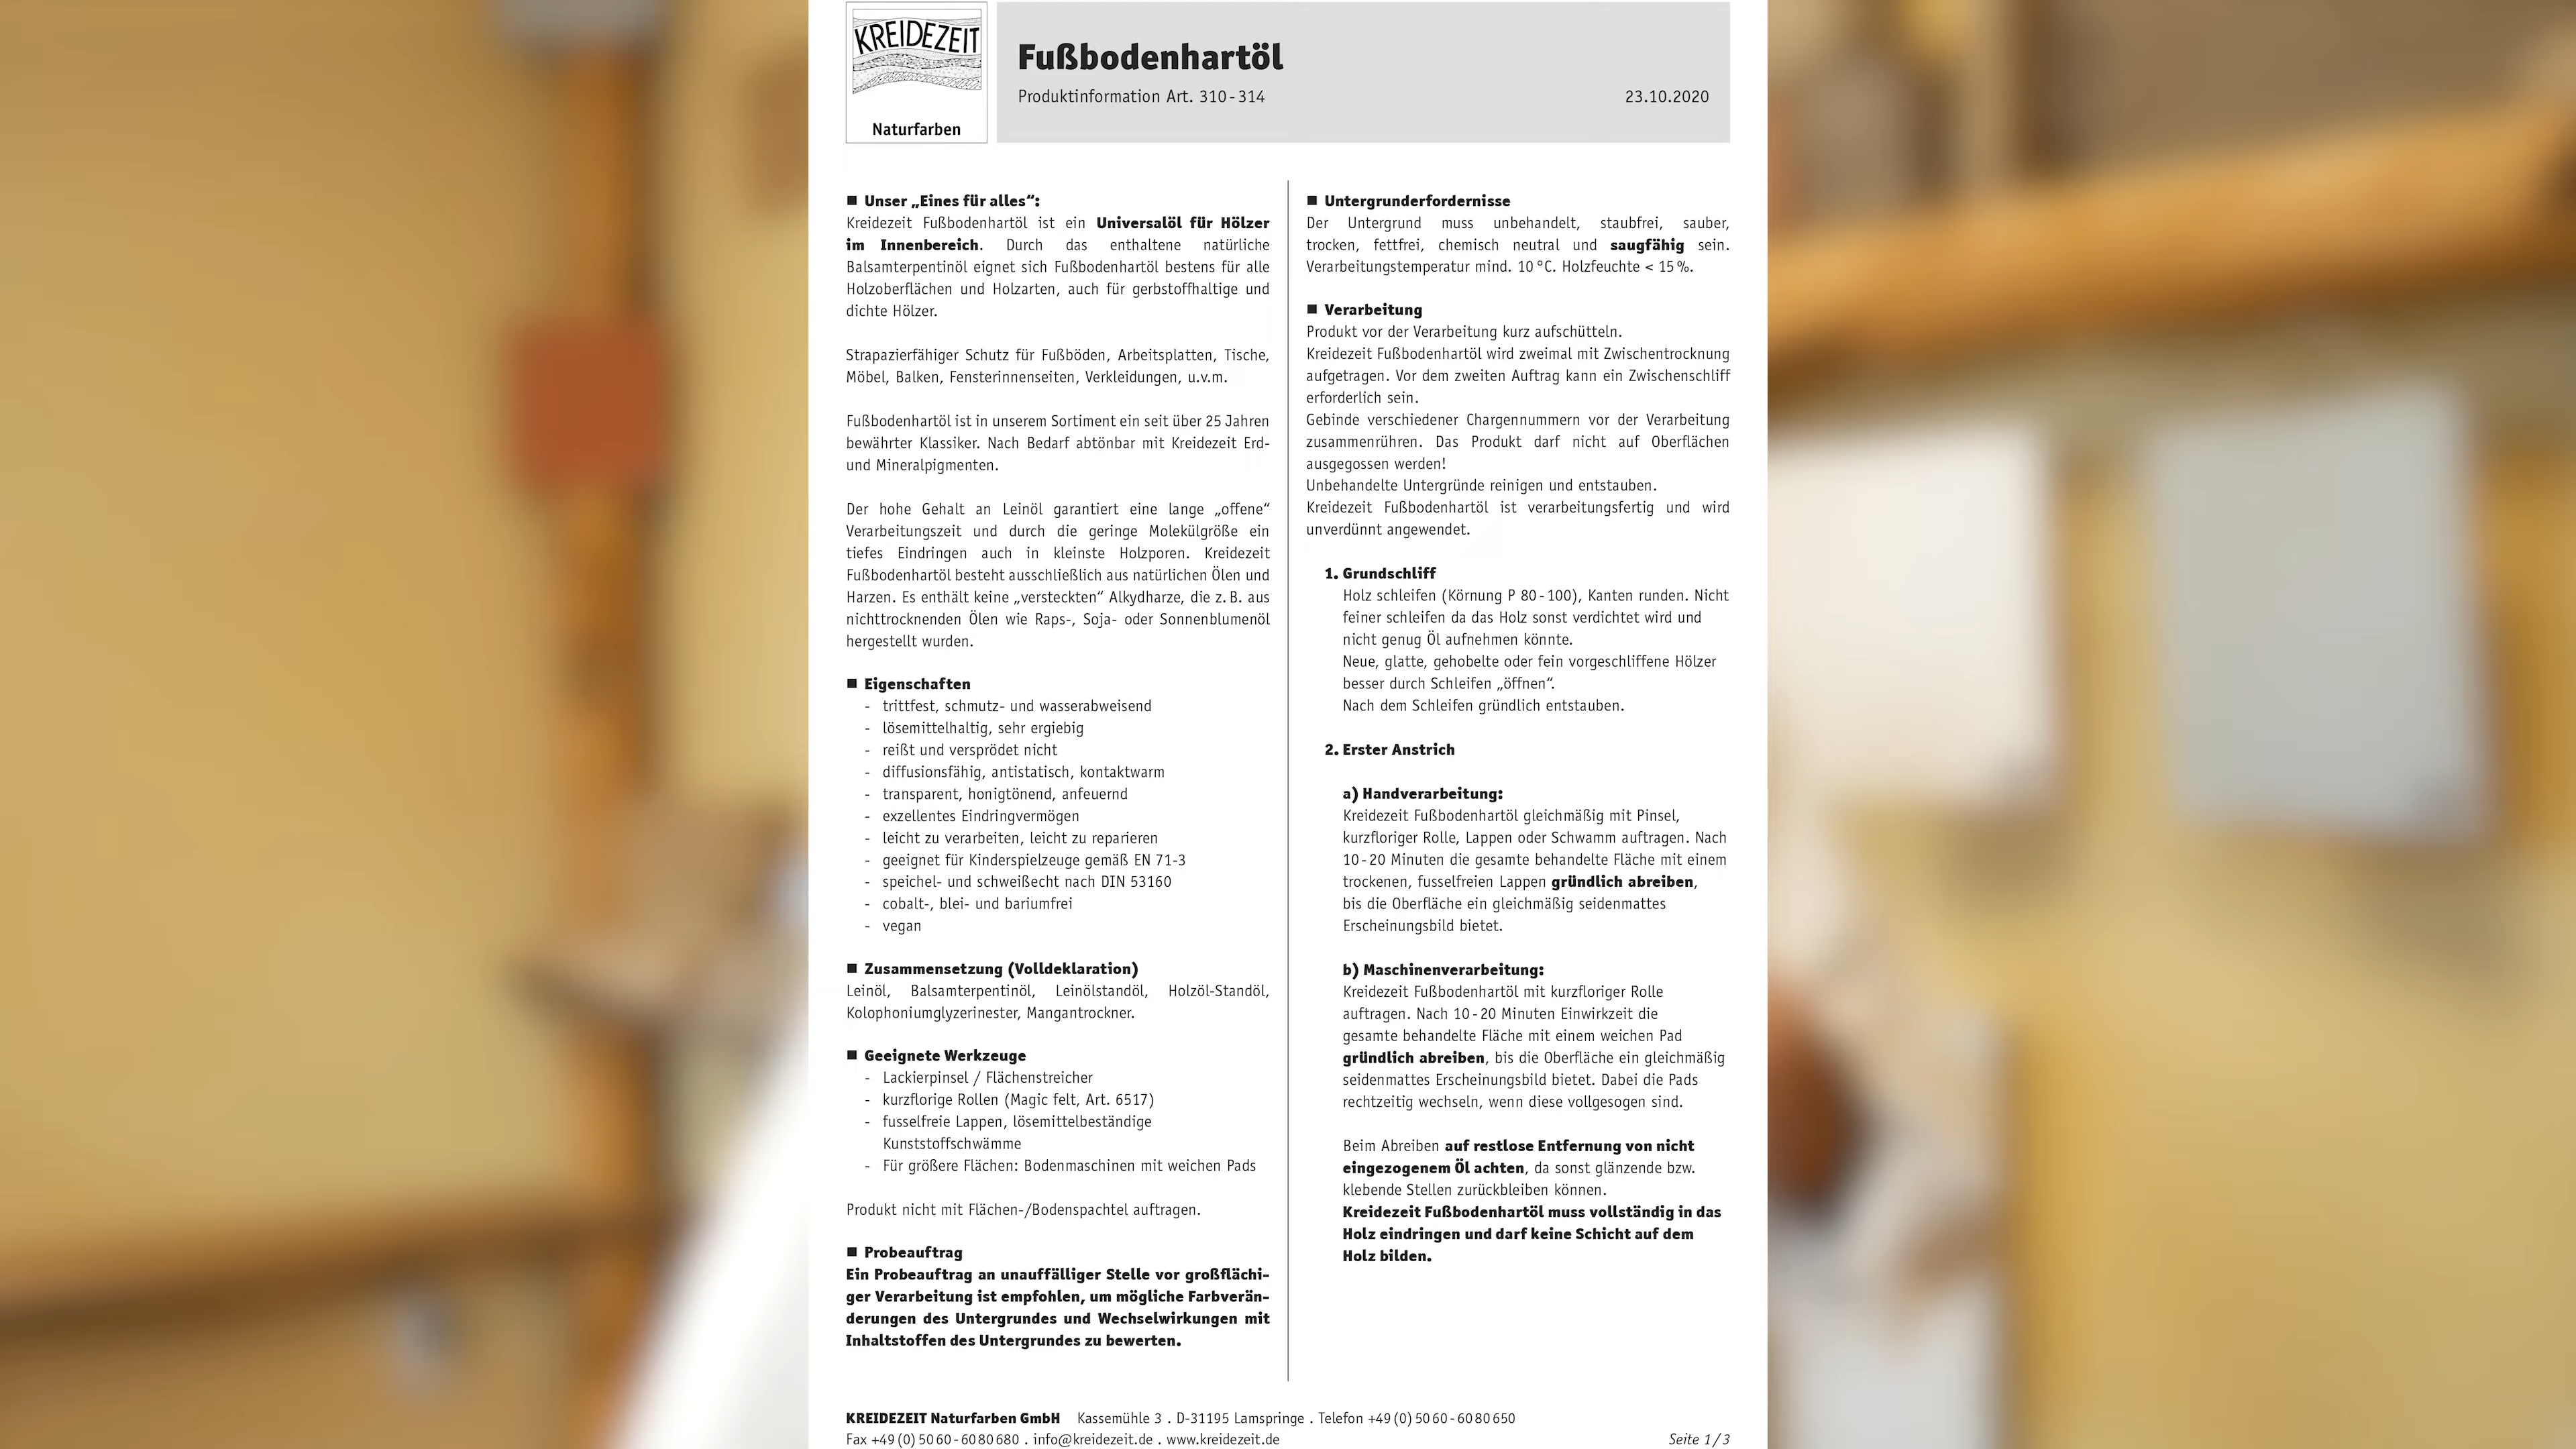 KREIDEZEIT
Naturfarben
Fußbodenhartöl
Produktinformation Art. 310-314
23.10.2020
■ Unser „Eines für alles“:
Kreidezeit Fußbodenhartöl ist ein Universalöl für Hölzer
im Innenbereich. Durch das enthaltene natürliche
Balsamterpentinöl eignet sich Fußbodenhartöl bestens für alle
Holzoberflächen und Holzarten, auch für gerbstoffhaltige und
dichte Hölzer.
Strapazierfähiger Schutz für Fußböden, Arbeitsplatten, Tische,
Möbel, Balken, Fensterinnenseiten, Verkleidungen, u.v.m.
Fußbodenhartöl ist in unserem Sortiment ein seit über 25 Jahren
bewährter Klassiker. Nach Bedarf abtönbar mit Kreidezeit Erd-
und Mineralpigmenten.
Der hohe Gehalt an Leinöl garantiert eine lange „offene“
Verarbeitungszeit und durch die geringe Molekülgröße ein
tiefes Eindringen auch in kleinste Holzporen. Kreidezeit
Fußbodenhartöl besteht ausschließlich aus natürlichen Ölen und
Harzen. Es enthält keine „versteckten“ Alkydharze, die z. B. aus
nichttrocknenden Ölen wie Raps-, Soja- oder Sonnenblumenöl
hergestellt wurden.
■ Eigenschaften
- trittfest, schmutz- und wasserabweisend
- lösemittelhaltig, sehr ergiebig
- reißt und versprödet nicht
- diffusionsfähig, antistatisch, kontaktwarm
- transparent, honigtönend, anfeuernd
- exzellentes Eindringvermögen
- leicht zu verarbeiten, leicht zu reparieren
- geeignet für Kinderspielzeuge gemäß EN 71-3
- speichel- und schweißecht nach DIN 53160
- cobalt-, blei- und bariumfrei
- vegan
■ Zusammensetzung (Volldeklaration)
Leinöl, Balsamterpentinöl, Leinölstandöl, Holzöl-Standöl,
Kolophoniumglyzerinester, Mangantrockner.
■ Geeignete Werkzeuge
- Lackierpinsel / Flächenstreicher
- kurzflorige Rollen (Magic felt, Art. 6517)
- fusselfreie Lappen, lösemittelbeständige
Kunststoffschwämme
- Für größere Flächen: Bodenmaschinen mit weichen Pads
Produkt nicht mit Flächen-/Bodenspachtel auftragen.
■ Probeauftrag
Ein Probeauftrag an unauffälliger Stelle vor großflächi-
ger Verarbeitung ist empfohlen, um mögliche Farbverän-
derungen des Untergrundes und Wechselwirkungen mit
Inhaltstoffen des Untergrundes zu bewerten.
■ Untergrunderfordernisse
Der Untergrund muss unbehandelt, staubfrei, sauber,
trocken, fettfrei, chemisch neutral und saugfähig sein.
Verarbeitungstemperatur mind. 10 °C. Holzfeuchte < 15 %.
■ Verarbeitung
Produkt vor der Verarbeitung kurz aufschütteln.
Kreidezeit Fußbodenhartöl wird zweimal mit Zwischentrocknung
aufgetragen. Vor dem zweiten Auftrag kann ein Zwischenschliff
erforderlich sein.
Gebinde verschiedener Chargennummern vor der Verarbeitung
zusammenrühren. Das Produkt darf nicht auf Oberflächen
ausgegossen werden!
Unbehandelte Untergründe reinigen und entstauben.
Kreidezeit Fußbodenhartöl ist verarbeitungsfertig und wird
unverdünnt angewendet.
1. Grundschliff
Holz schleifen (Körnung P 80-100), Kanten runden. Nicht
feiner schleifen da das Holz sonst verdichtet wird und
nicht genug Öl aufnehmen könnte.
Neue, glatte, gehobelte oder fein vorgeschliffene Hölzer
besser durch Schleifen „öffnen“.
Nach dem Schleifen gründlich entstauben.
2. Erster Anstrich
a) Handverarbeitung:
Kreidezeit Fußbodenhartöl gleichmäßig mit Pinsel,
kurzfloriger Rolle, Lappen oder Schwamm auftragen. Nach
10-20 Minuten die gesamte behandelte Fläche mit einem
trockenen, fusselfreien Lappen gründlich abreiben,
bis die Oberfläche ein gleichmäßig seidenmattes
Erscheinungsbild bietet.
b) Maschinenverarbeitung:
Kreidezeit Fußbodenhartöl mit kurzfloriger Rolle
auftragen. Nach 10-20 Minuten Einwirkzeit die
gesamte behandelte Fläche mit einem weichen Pad
gründlich abreiben, bis die Oberfläche ein gleichmäßig
seidenmattes Erscheinungsbild bietet. Dabei die Pads
rechtzeitig wechseln, wenn diese vollgesogen sind.
Beim Abreiben auf restlose Entfernung von nicht
eingezogenem Öl achten, da sonst glänzende bzw.
klebende Stellen zurückbleiben können.
Kreidezeit Fußbodenhartöl muss vollständig in das
Holz eindringen und darf keine Schicht auf dem
Holz bilden.
KREIDEZEIT Naturfarben GmbH Kassemühle 3 . D-31195 Lamspringe . Telefon +49 (0) 50 60 - 60 80 650
Fax +49 (0) 50 60 - 60 80 680 . info@kreidezeit.de . www.kreidezeit.de
Seite 1 / 3